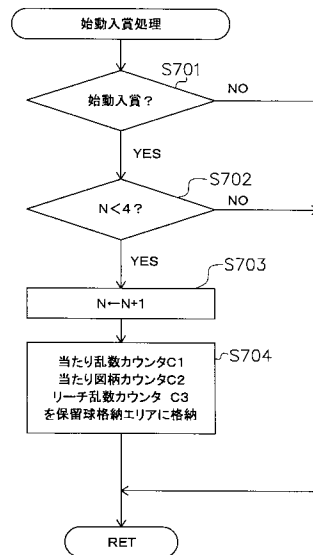 始動入賞処理
S701
始動入賞？
NO
YES
S702
N<4？
NO
YES
S703
N←N+1
S704
当たり乱数カウンタC1
当たり図柄カウンタC2
リーチ乱数カウンタ C3
を保留球格納エリアに格納
RET